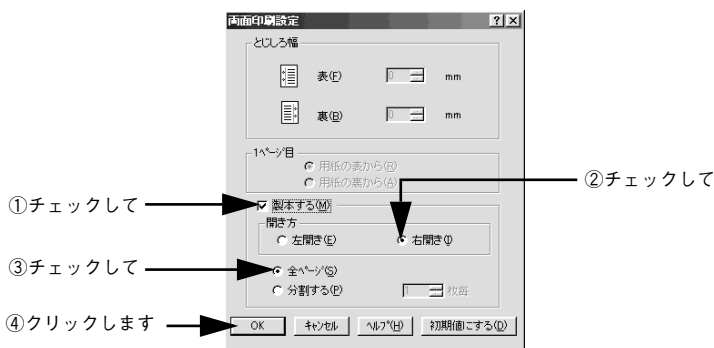 両面印刷設定
とじしろ幅
表(F) 0 mm
裏(B) 0 mm
1ページ目
用紙の表から(R)
用紙の裏から(A)
②チェックして
①チェックして
製本する(M)
開き方
左開き(E) 右開き(I)
③チェックして
全ページ(S)
分割する(P) 1 枚毎
④クリックします
OK キャンセル ヘルプ(H) 初期値にする(D)